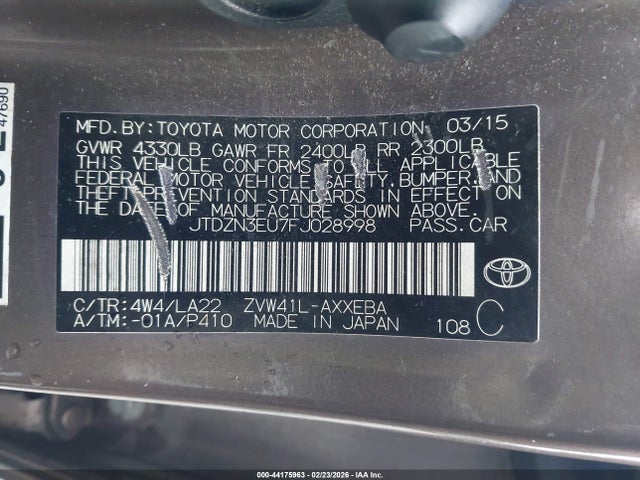 47690
MFD. BY: TOYOTA MOTOR CORPORATION 03/15
GVWR 4330LB GAWR FR 2400LB RR 2300LB
THIS VEHICLE CONFORMS TO ALL APPLICABLE
FEDERAL MOTOR VEHICLE SAFETY, BUMPER, AND
THEFT PREVENTION STANDARDS IN EFFECT ON
THE DATE OF MANUFACTURE SHOWN ABOVE.
JTDZN3EU7FJ028998 PASS.CAR
C/TR: 4W4/LA22 ZVW41L-AXXEBA
A/TM: -01A/P410 MADE IN JAPAN 108 C
000-44175963 - 02/23/2026 - IAA Inc.